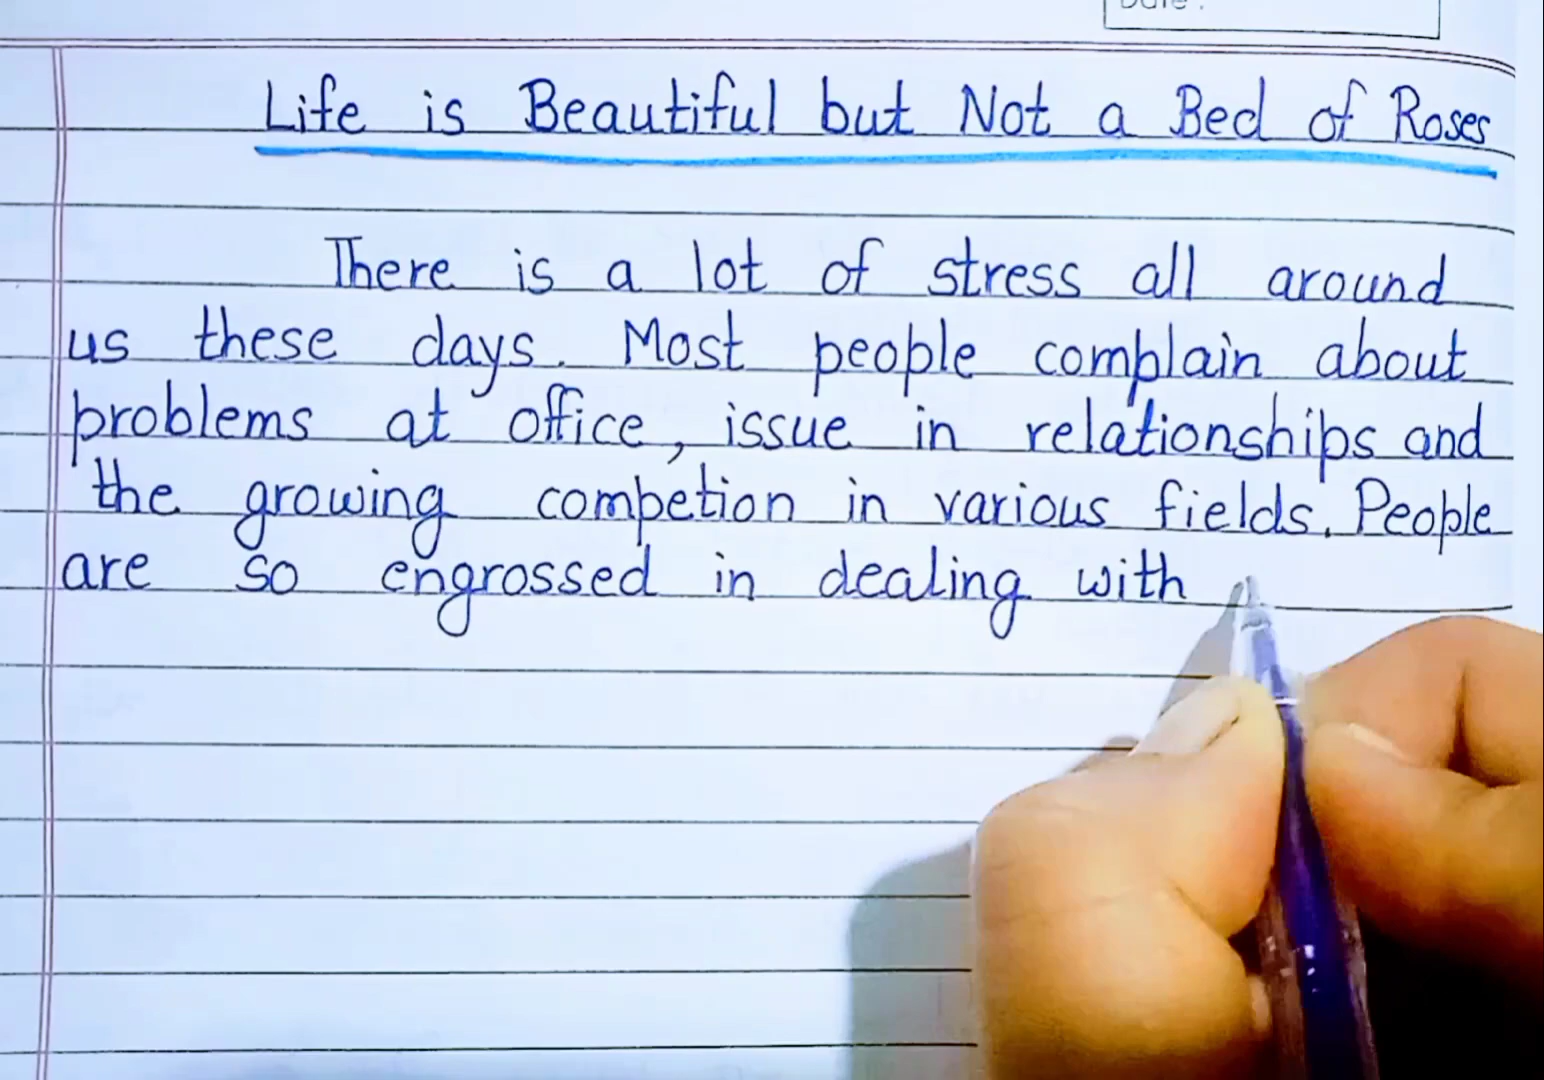 Date :
Life is Beautiful but Not a Bed of Roses
There is a lot of stress all around
us these days. Most people complain about
problems at office, issue in relationships and
the growing competion in various fields. People
are so engrossed in dealing with